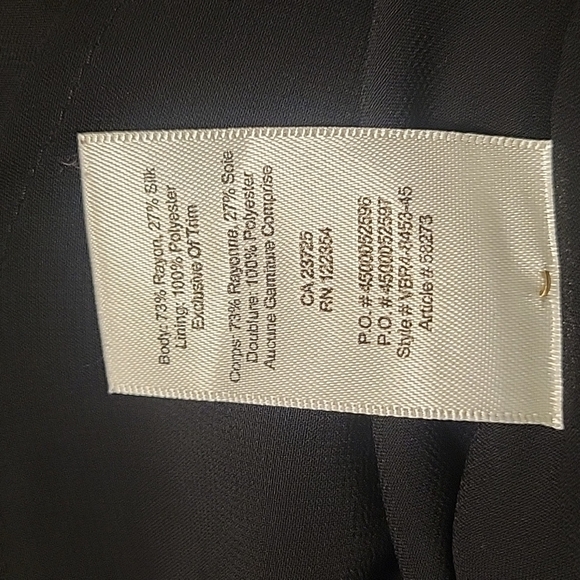 Body: 73% Rayon, 27% Silk
Lining: 100% Polyester
Exclusive Of Trim
Corps: 73% Rayonne, 27% Soie
Doublure: 100% Polyester
Aucune Garniture Comprise
CA 23725
RN 122354
P.O. # 4500052596
P.O. # 4500052597
Style # VBR4-3453-45
Article # 53273